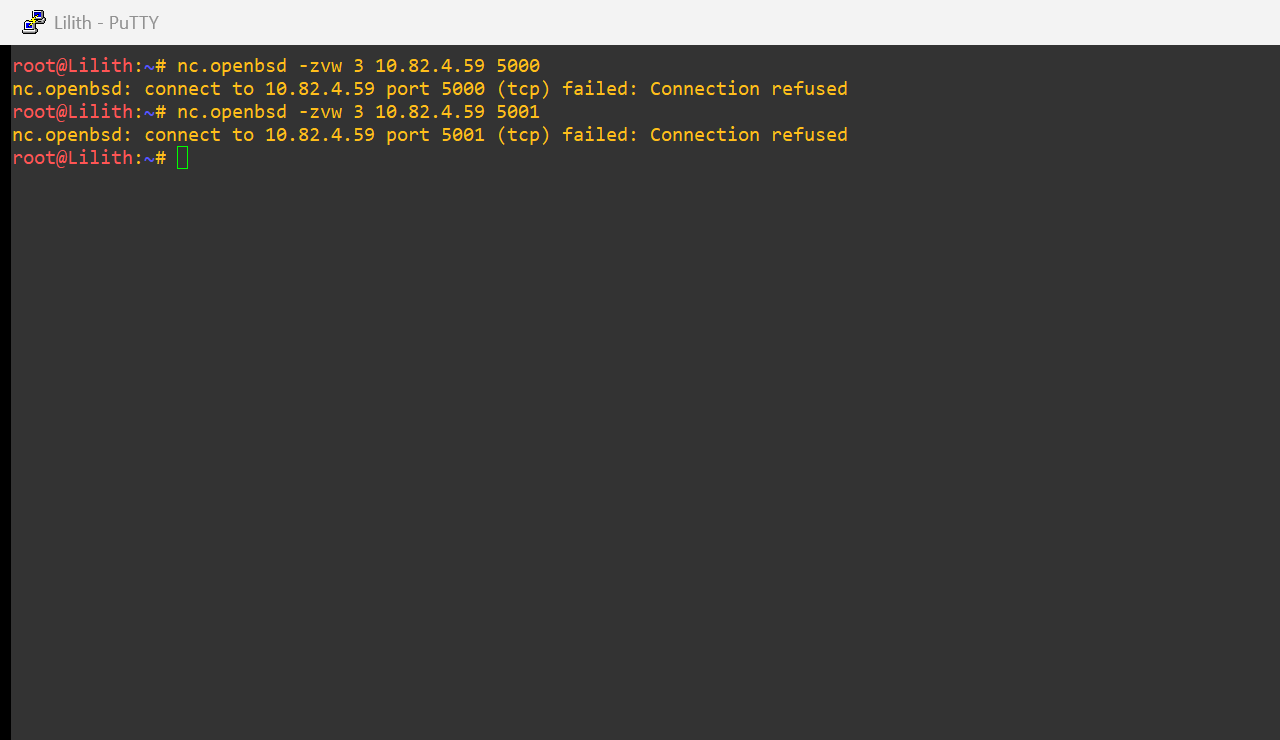 Lilith - PuTTY
root@Lilith:~# nc.openbsd -zvw 3 10.82.4.59 5000
nc.openbsd: connect to 10.82.4.59 port 5000 (tcp) failed: Connection refused
root@Lilith:~# nc.openbsd -zvw 3 10.82.4.59 5001
nc.openbsd: connect to 10.82.4.59 port 5001 (tcp) failed: Connection refused
root@Lilith:~#